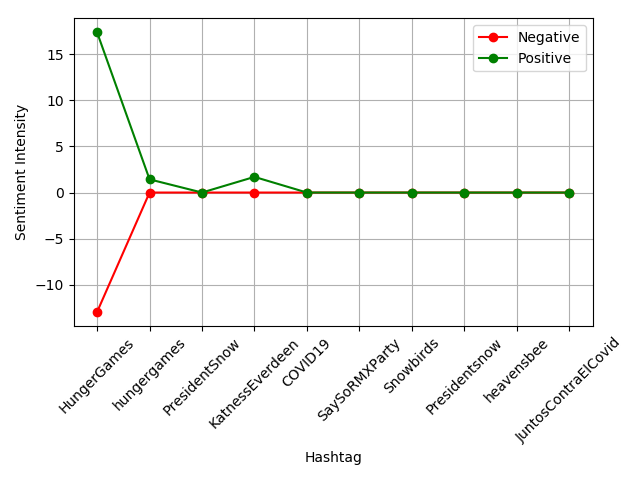 Negative
Positive
15
10
5
0
−5
−10
Sentiment Intensity
HungerGames
hungergames
PresidentSnow
KatnessEverdeen
COVID19
SaySoRMXParty
Snowbirds
Presidentsnow
heavensbee
JuntosContraElCovid
Hashtag